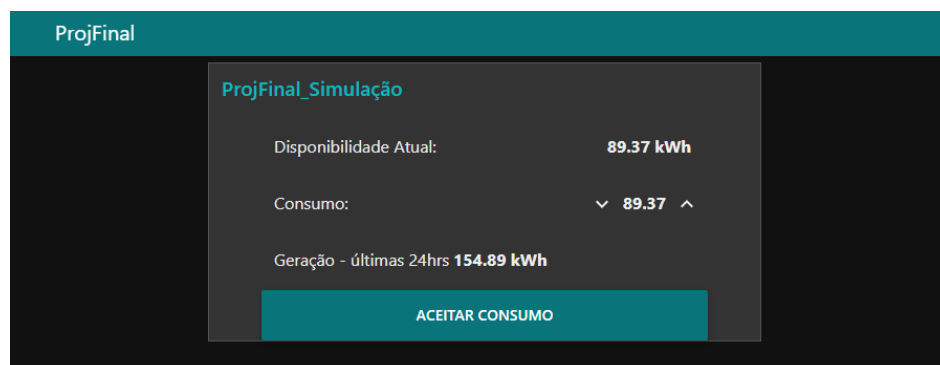 ProjFinal
ProjFinal_Simulação
Disponibilidade Atual: 89.37 kWh
Consumo: 89.37
Geração - últimas 24hrs 154.89 kWh
ACEITAR CONSUMO